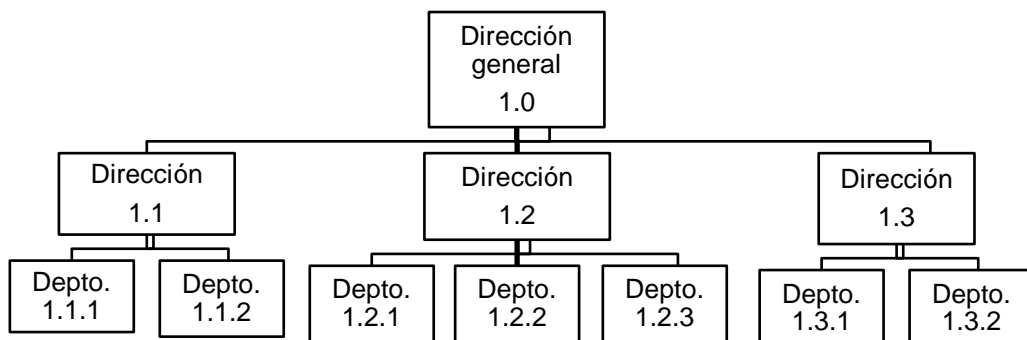 Dirección
general
1.0
Dirección
1.1
Dirección
1.2
Dirección
1.3
Depto.
1.1.1
Depto.
1.1.2
Depto.
1.2.1
Depto.
1.2.2
Depto.
1.2.3
Depto.
1.3.1
Depto.
1.3.2